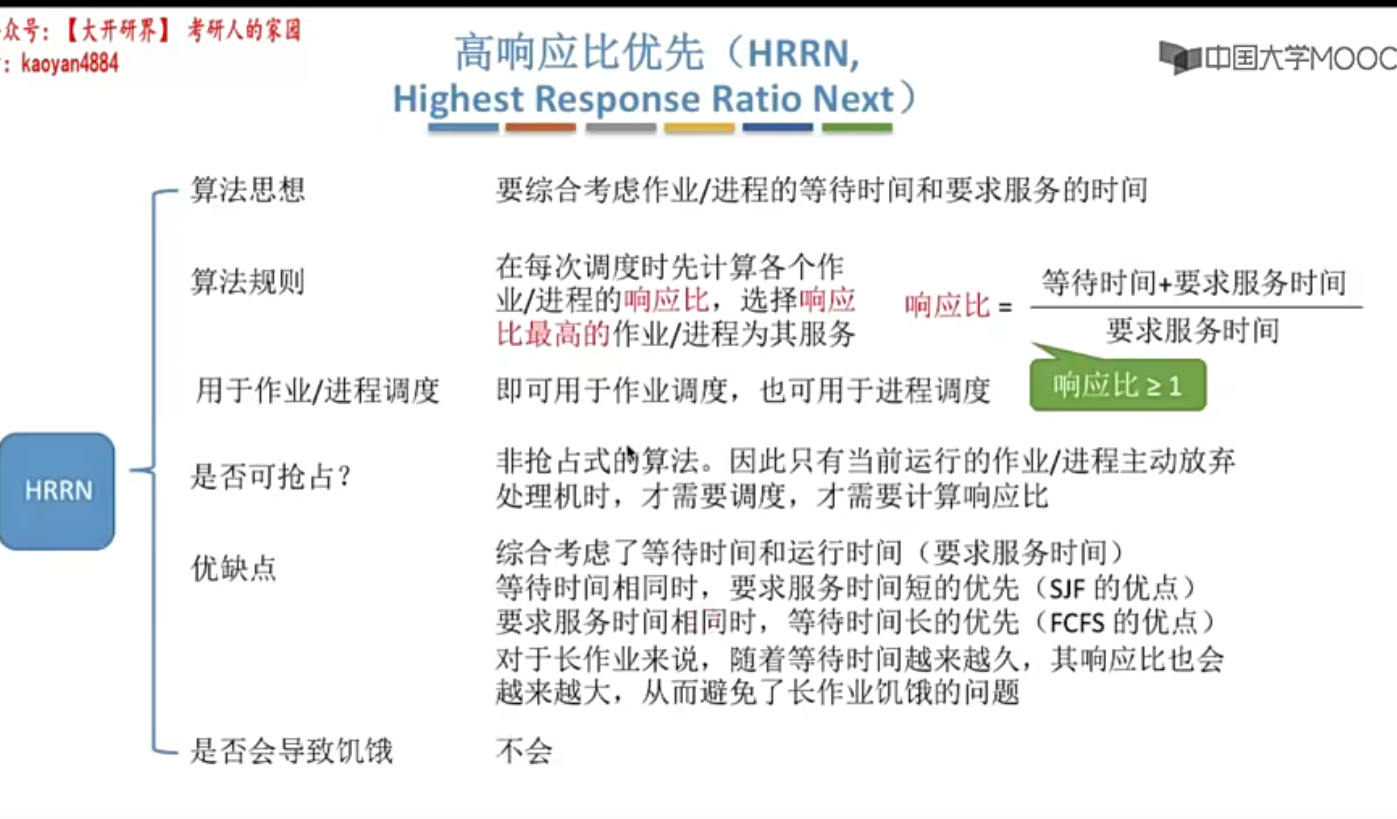 众号：【大开研界】 考研人的家园
：kaoyan4884
高响应比优先（HRRN,
Highest Response Ratio Next）
中国大学MOOC
算法思想
要综合考虑作业/进程的等待时间和要求服务的时间
算法规则
在每次调度时先计算各个作
业/进程的响应比，选择响应
比最高的作业/进程为其服务
响应比 =
等待时间+要求服务时间
要求服务时间
响应比 ≥ 1
用于作业/进程调度
即可用于作业调度，也可用于进程调度
HRRN
是否可抢占？
非抢占式的算法。因此只有当前运行的作业/进程主动放弃
处理机时，才需要调度，才需要计算响应比
优缺点
综合考虑了等待时间和运行时间（要求服务时间）
等待时间相同时，要求服务时间短的优先（SJF 的优点）
要求服务时间相同时，等待时间长的优先（FCFS 的优点）
对于长作业来说，随着等待时间越来越久，其响应比也会
越来越大，从而避免了长作业饥饿的问题
是否会导致饥饿
不会